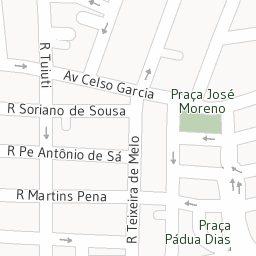 R Tuiuti
Av Celso Garcia
Praça José
Moreno
R Soriano de Sousa
R Pe Antônio de Sá
R Teixeira de Melo
R Martins Pena
Praça
Pádua Dias